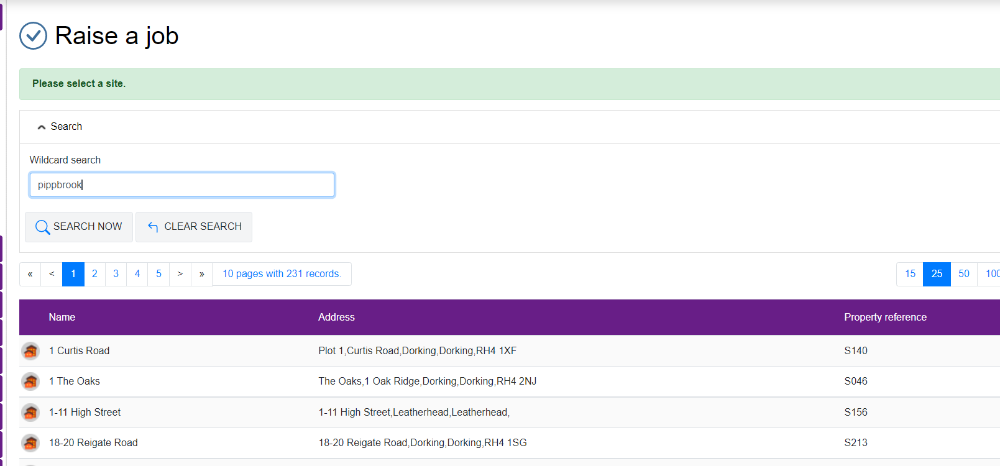 Raise a job
Please select a site.
Search
Wildcard search
pippbrook
SEARCH NOW CLEAR SEARCH
« < 1 2 3 4 5 > » 10 pages with 231 records. 15 25 50 100
Name Address Property reference
1 Curtis Road Plot 1,Curtis Road,Dorking,Dorking,RH4 1XF S140
1 The Oaks The Oaks,1 Oak Ridge,Dorking,Dorking,RH4 2NJ S046
1-11 High Street 1-11 High Street,Leatherhead,Leatherhead, S156
18-20 Reigate Road 18-20 Reigate Road,Dorking,Dorking,RH4 1SG S213